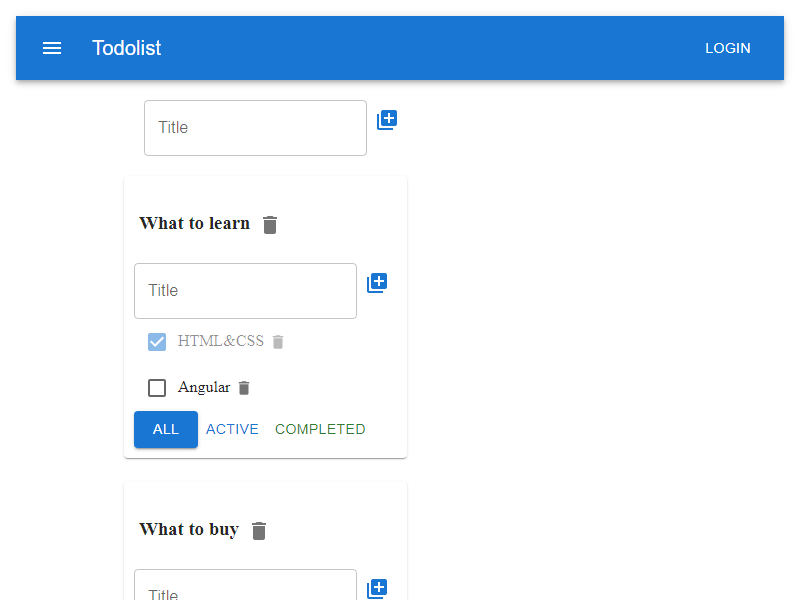 Todolist
LOGIN
Title
What to learn
Title
HTML&CSS
Angular
ALL ACTIVE COMPLETED
What to buy
Title